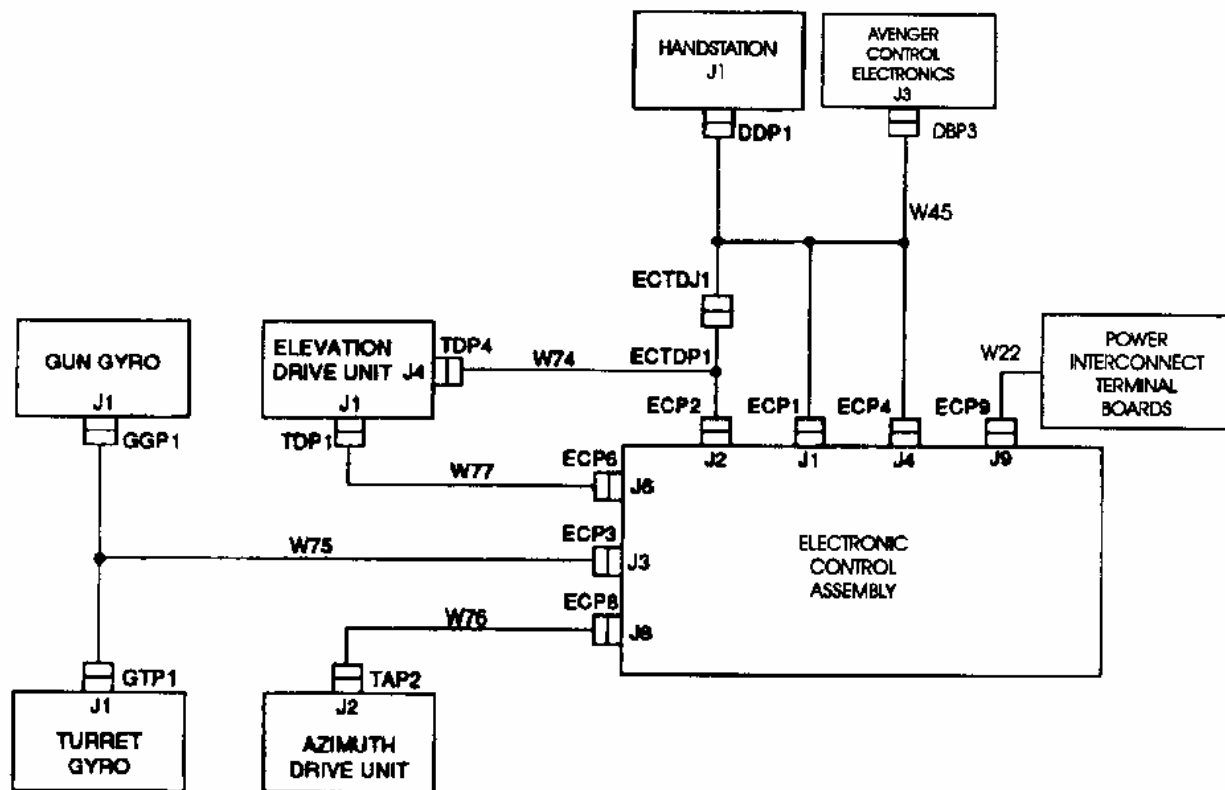 HANDSTATION
J1
AVENGER
CONTROL
ELECTRONICS
J3
DDP1
DBP3
W45
ECTDJ1
GUN GYRO
J1
GGP1
ELEVATION
DRIVE UNIT
J4
J1
TDP4
W74
ECTDP1
TDP1
W22
POWER
INTERCONNECT
TERMINAL
BOARDS
ECP2
ECP1
ECP4
ECP9
J2
J1
J4
J9
W77
ECP6
J6
W75
ECP3
J3
ELECTRONIC
CONTROL
ASSEMBLY
W76
ECP8
J8
GTP1
J1
TURRET
GYRO
TAP2
J2
AZIMUTH
DRIVE UNIT